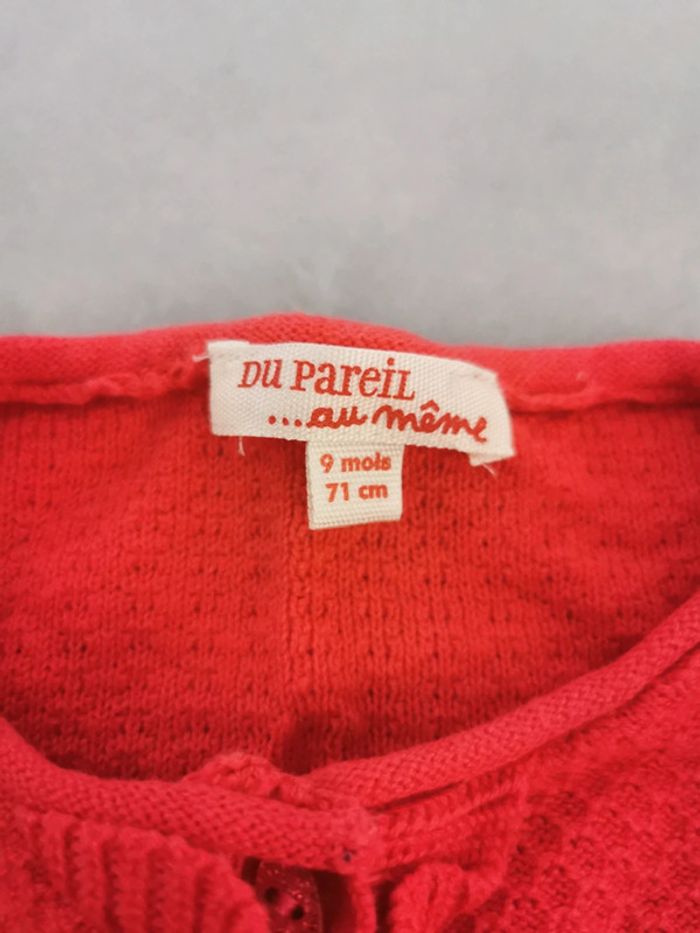 DU PareiL
...au même
9 mois
71 cm